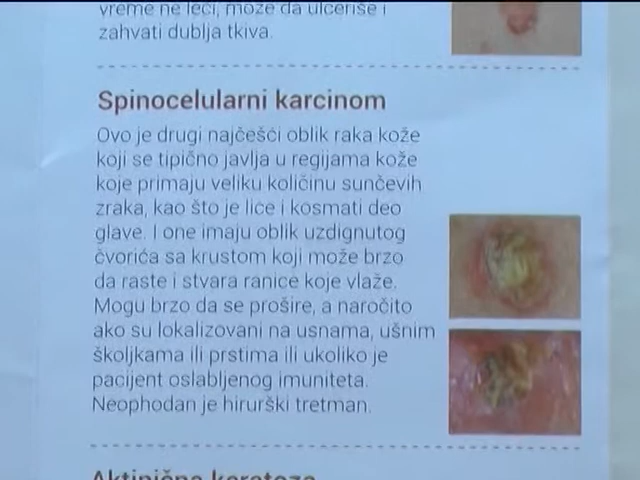 vreme ne leči, može da ulceriše i
zahvati dublja tkiva.
Spinocelularni karcinom
Ovo je drugi najčešći oblik raka kože
koji se tipično javlja u regijama kože
koje primaju veliku količinu sunčevih
zraka, kao što je lice i kosmati deo
glave. I one imaju oblik uzdignutog
čvorića sa krustom koji može brzo
da raste i stvara ranice koje vlaže.
Mogu brzo da se prošire, a naročito
ako su lokalizovani na usnama, ušnim
školjkama ili prstima ili ukoliko je
pacijent oslabljenog imuniteta.
Neophodan je hirurški tretman.
Aktinične keratoze